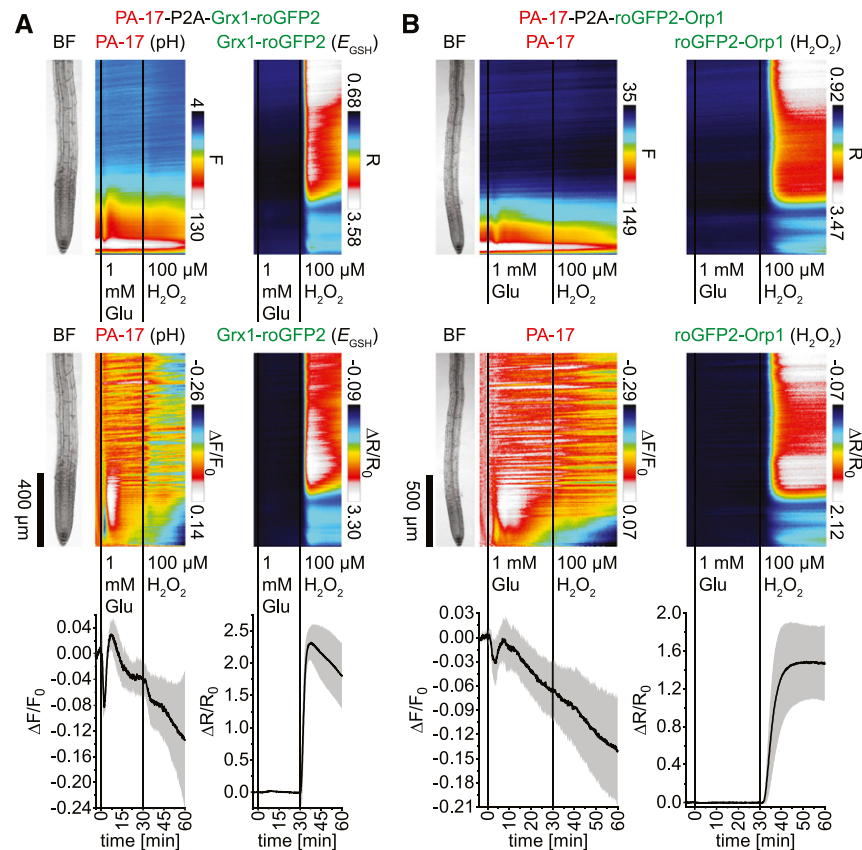 A
PA-17-P2A-Grx1-roGFP2
BF PA-17 (pH) Grx1-roGFP2 (EGSH)
4
F
130
0.68
R
3.58
1 mM Glu
100 µM H2O2
1 mM Glu
100 µM H2O2
BF PA-17 (pH) Grx1-roGFP2 (EGSH)
400 µm
-0.26
ΔF/F0
0.14
-0.09
ΔR/R0
3.30
1 mM Glu
100 µM H2O2
1 mM Glu
100 µM H2O2
ΔF/F0
0.04
0.00
-0.04
-0.08
-0.12
-0.16
-0.20
-0.24
0 15 30 45 60
time [min]
ΔR/R0
2.5
2.0
1.5
1.0
0.5
0.0
0 15 30 45 60
time [min]
B
PA-17-P2A-roGFP2-Orp1
BF PA-17 roGFP2-Orp1 (H2O2)
35
F
149
0.92
R
3.47
1 mM Glu
100 µM H2O2
1 mM Glu
100 µM H2O2
BF PA-17 roGFP2-Orp1 (H2O2)
500 µm
-0.29
ΔF/F0
0.07
-0.07
ΔR/R0
2.12
1 mM Glu
100 µM H2O2
1 mM Glu
100 µM H2O2
ΔF/F0
0.03
0.00
-0.03
-0.06
-0.09
-0.12
-0.15
-0.18
-0.21
0 10 20 30 40 50 60
time [min]
ΔR/R0
2.0
1.6
1.2
0.8
0.4
0.0
0 10 20 30 40 50 60
time [min]